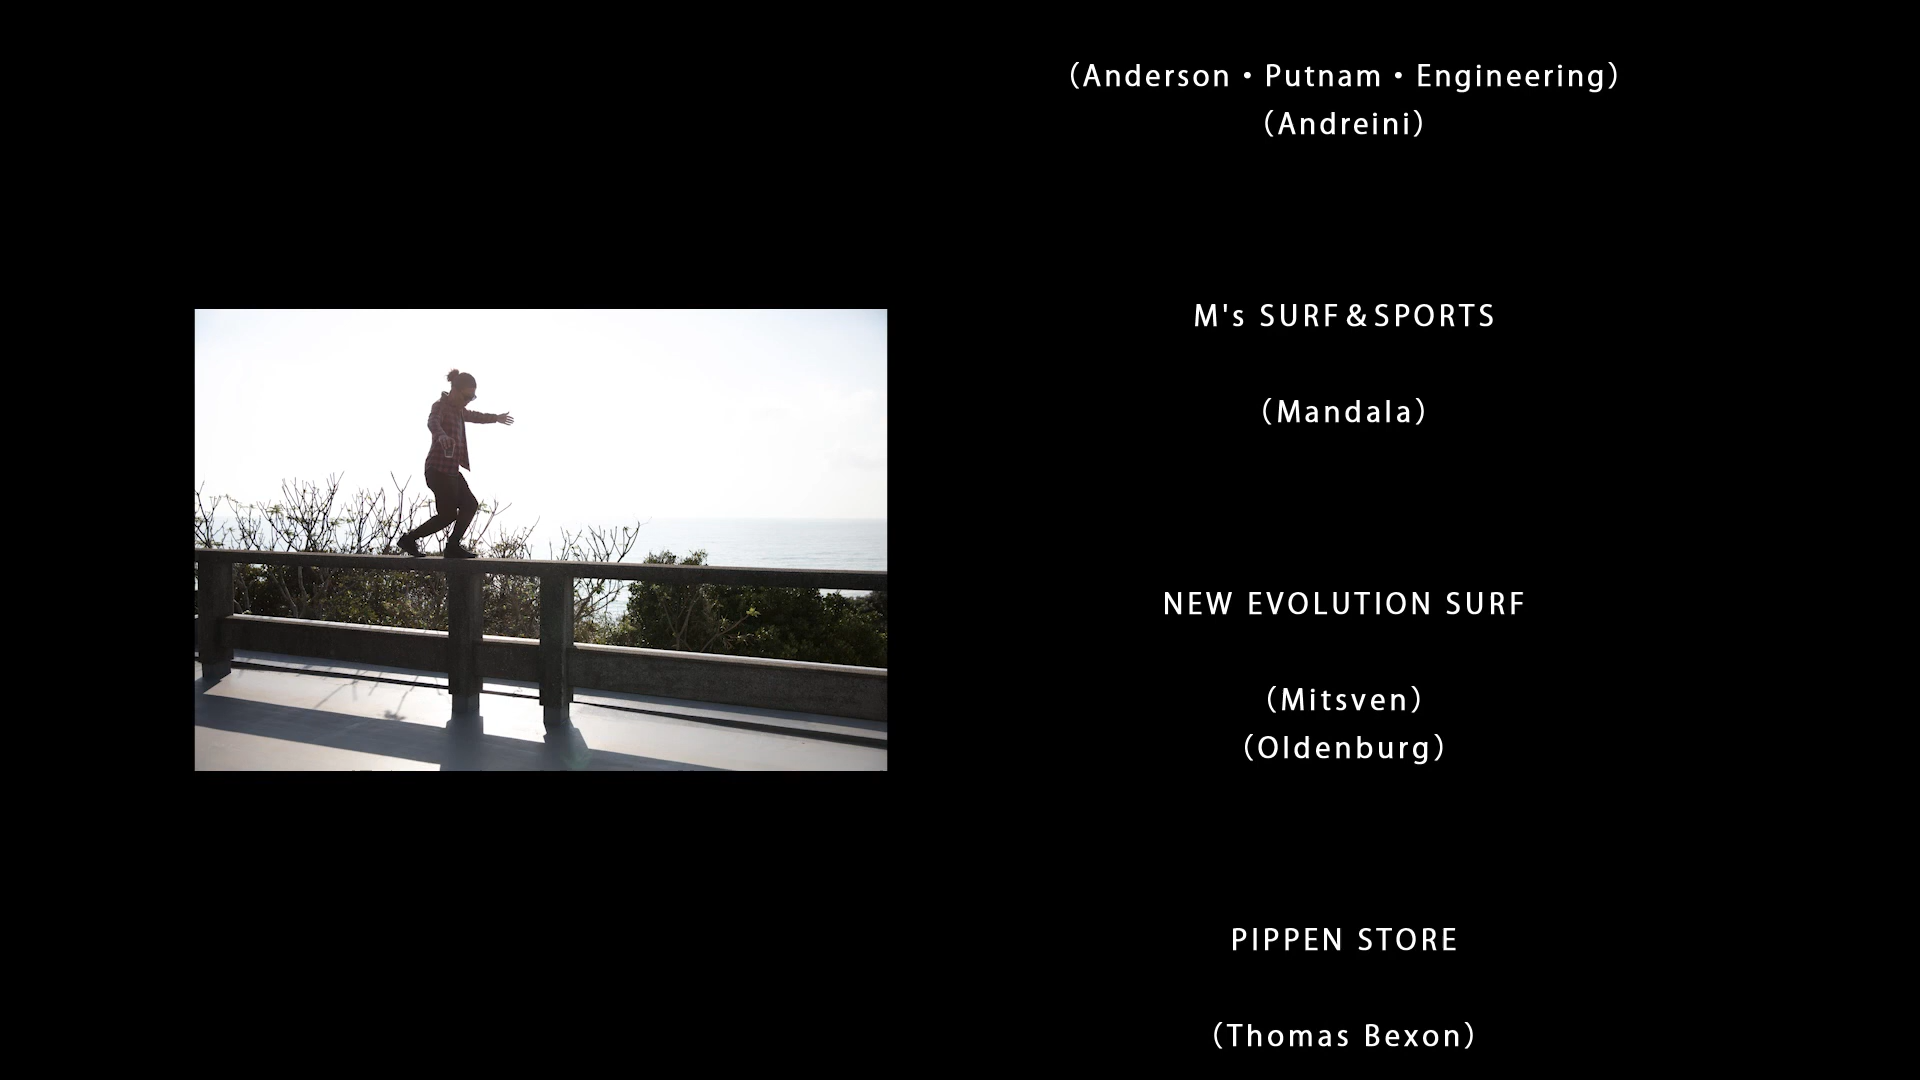 (Anderson・Putnam・Engineering)
(Andreini)
M's SURF＆SPORTS
(Mandala)
NEW EVOLUTION SURF
(Mitsven)
(Oldenburg)
PIPPEN STORE
(Thomas Bexon)